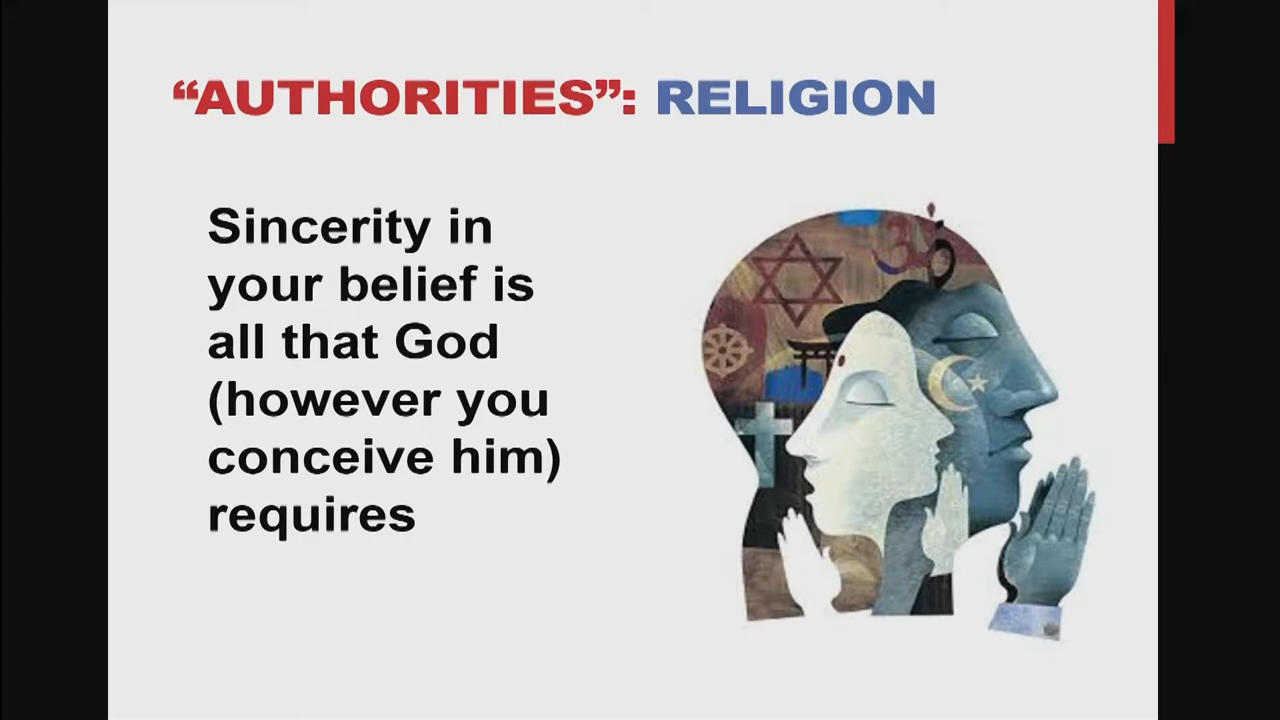 “AUTHORITIES”: RELIGION
Sincerity in
your belief is
all that God
(however you
conceive him)
requires
ॐ